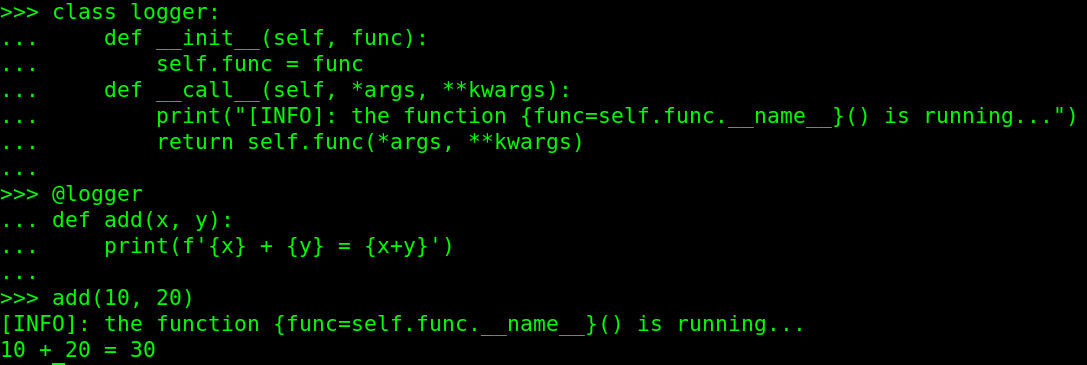 >>> class logger:
...     def __init__(self, func):
...         self.func = func
...     def __call__(self, *args, **kwargs):
...         print("[INFO]: the function {func=self.func.__name__}() is running...")
...         return self.func(*args, **kwargs)
...
>>> @logger
... def add(x, y):
...     print(f'{x} + {y} = {x+y}')
...
>>> add(10, 20)
[INFO]: the function {func=self.func.__name__}() is running...
10 + 20 = 30